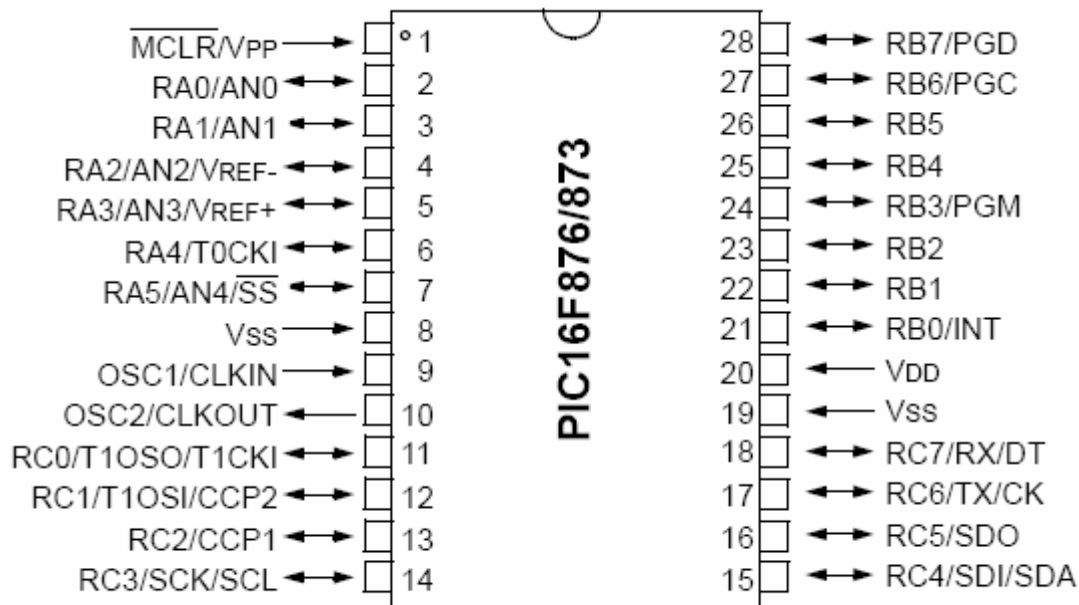 MCLR/VPP 1 28 RB7/PGD
RA0/AN0 2 27 RB6/PGC
RA1/AN1 3 26 RB5
RA2/AN2/VREF- 4 25 RB4
RA3/AN3/VREF+ 5 24 RB3/PGM
RA4/T0CKI 6 23 RB2
RA5/AN4/SS 7 22 RB1
VSS 8 21 RB0/INT
OSC1/CLKIN 9 20 VDD
OSC2/CLKOUT 10 19 VSS
RC0/T1OSO/T1CKI 11 18 RC7/RX/DT
RC1/T1OSI/CCP2 12 17 RC6/TX/CK
RC2/CCP1 13 16 RC5/SDO
RC3/SCK/SCL 14 15 RC4/SDI/SDA
PIC16F876/873